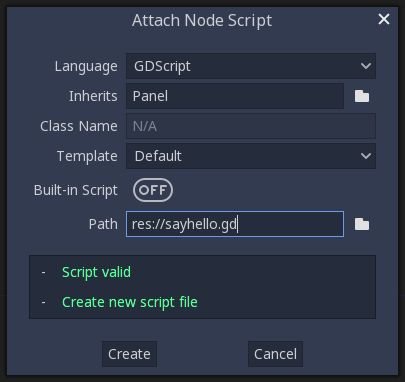 Attach Node Script
Language GDScript
Inherits Panel
Class Name N/A
Template Default
Built-in Script OFF
Path res://sayhello.gd
- Script valid
- Create new script file
Create Cancel